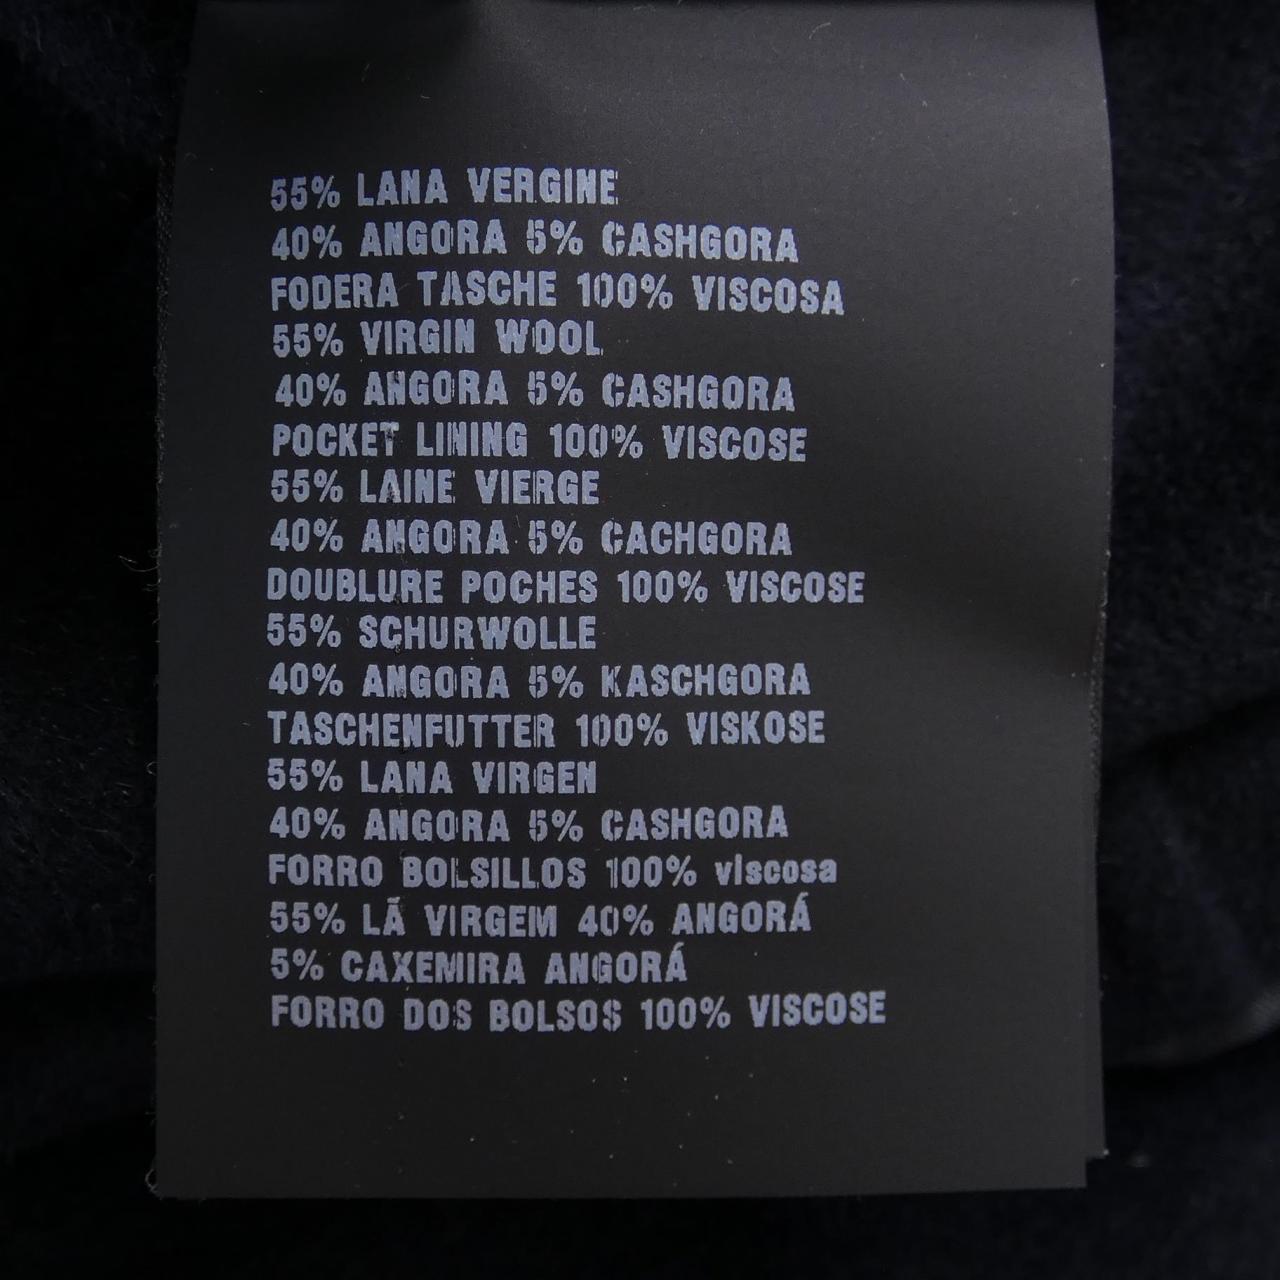 55% LANA VERGINE
40% ANGORA 5% CASHGORA
FODERA TASCHE 100% VISCOSA
55% VIRGIN WOOL
40% ANGORA 5% CASHGORA
POCKET LINING 100% VISCOSE
55% LAINE VIERGE
40% ANGORA 5% CACHGORA
DOUBLURE POCHES 100% VISCOSE
55% SCHURWOLLE
40% ANGORA 5% KASCHGORA
TASCHENFUTTER 100% VISKOSE
55% LANA VIRGEN
40% ANGORA 5% CASHGORA
FORRO BOLSILLOS 100% viscosa
55% LÃ VIRGEM 40% ANGORÁ
5% CAXEMIRA ANGORÁ
FORRO DOS BOLSOS 100% VISCOSE